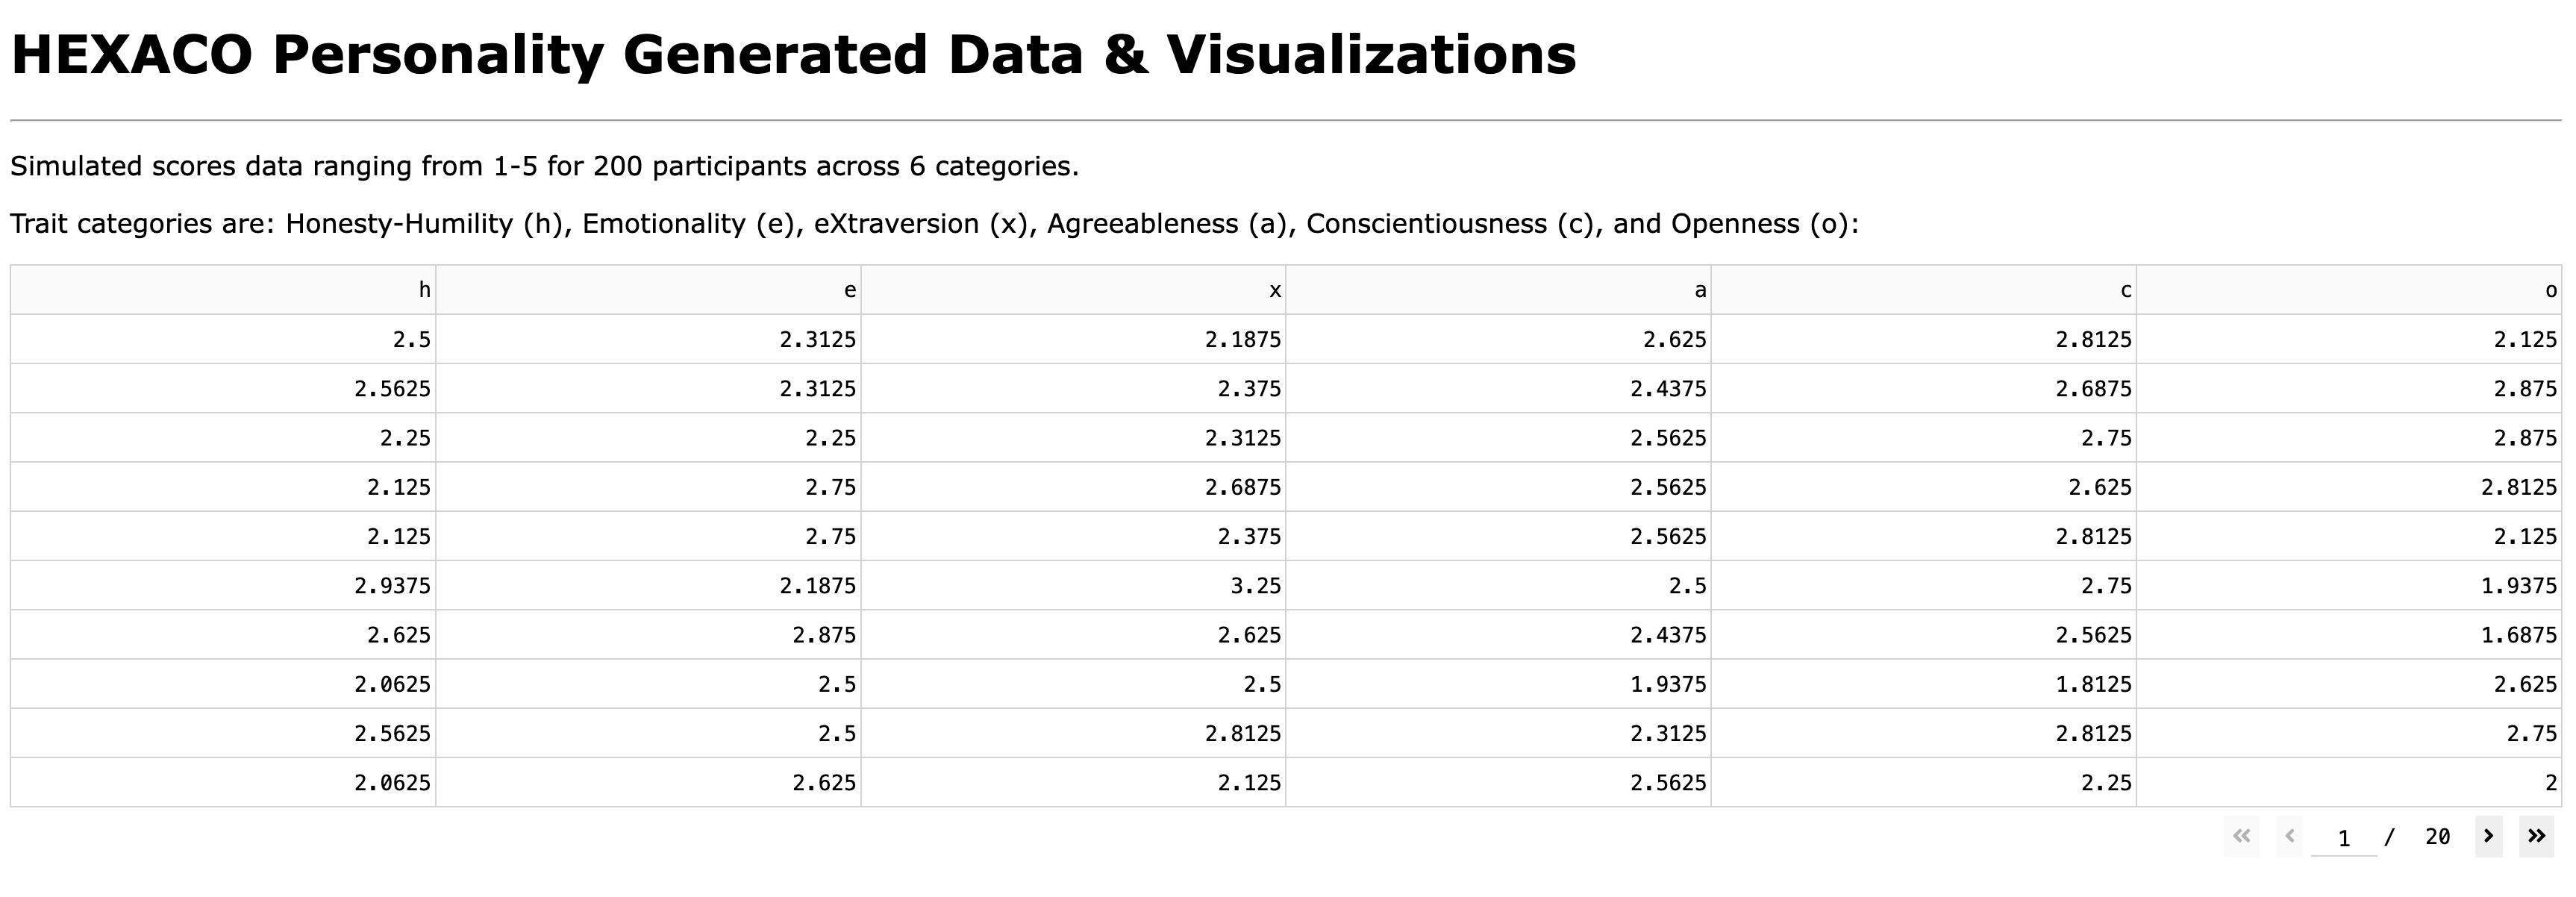 HEXACO Personality Generated Data & Visualizations
Simulated scores data ranging from 1-5 for 200 participants across 6 categories.
Trait categories are: Honesty-Humility (h), Emotionality (e), eXtraversion (x), Agreeableness (a), Conscientiousness (c), and Openness (o):
h e x a c o
2.5 2.3125 2.1875 2.625 2.8125 2.125
2.5625 2.3125 2.375 2.4375 2.6875 2.875
2.25 2.25 2.3125 2.5625 2.75 2.875
2.125 2.75 2.6875 2.5625 2.625 2.8125
2.125 2.75 2.375 2.5625 2.8125 2.125
2.9375 2.1875 3.25 2.5 2.75 1.9375
2.625 2.875 2.625 2.4375 2.5625 1.6875
2.0625 2.5 2.5 1.9375 1.8125 2.625
2.5625 2.5 2.8125 2.3125 2.8125 2.75
2.0625 2.625 2.125 2.5625 2.25 2
« ‹ 1 / 20 › »